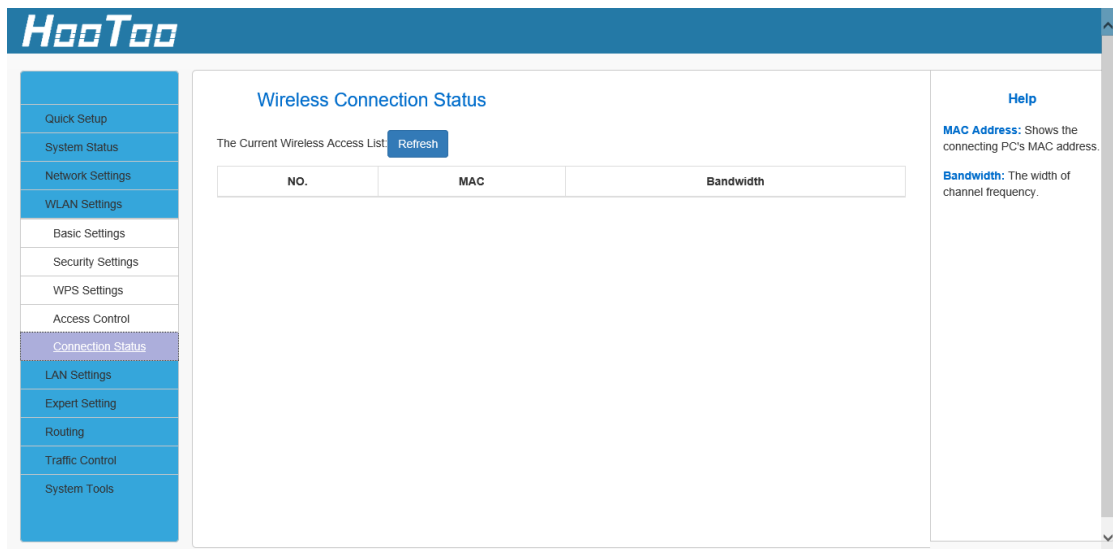 HooToo
Quick Setup
System Status
Network Settings
WLAN Settings
Basic Settings
Security Settings
WPS Settings
Access Control
Connection Status
LAN Settings
Expert Setting
Routing
Traffic Control
System Tools
Wireless Connection Status
The Current Wireless Access List: Refresh
NO. MAC Bandwidth
Help
MAC Address: Shows the
connecting PC's MAC address.
Bandwidth: The width of
channel frequency.